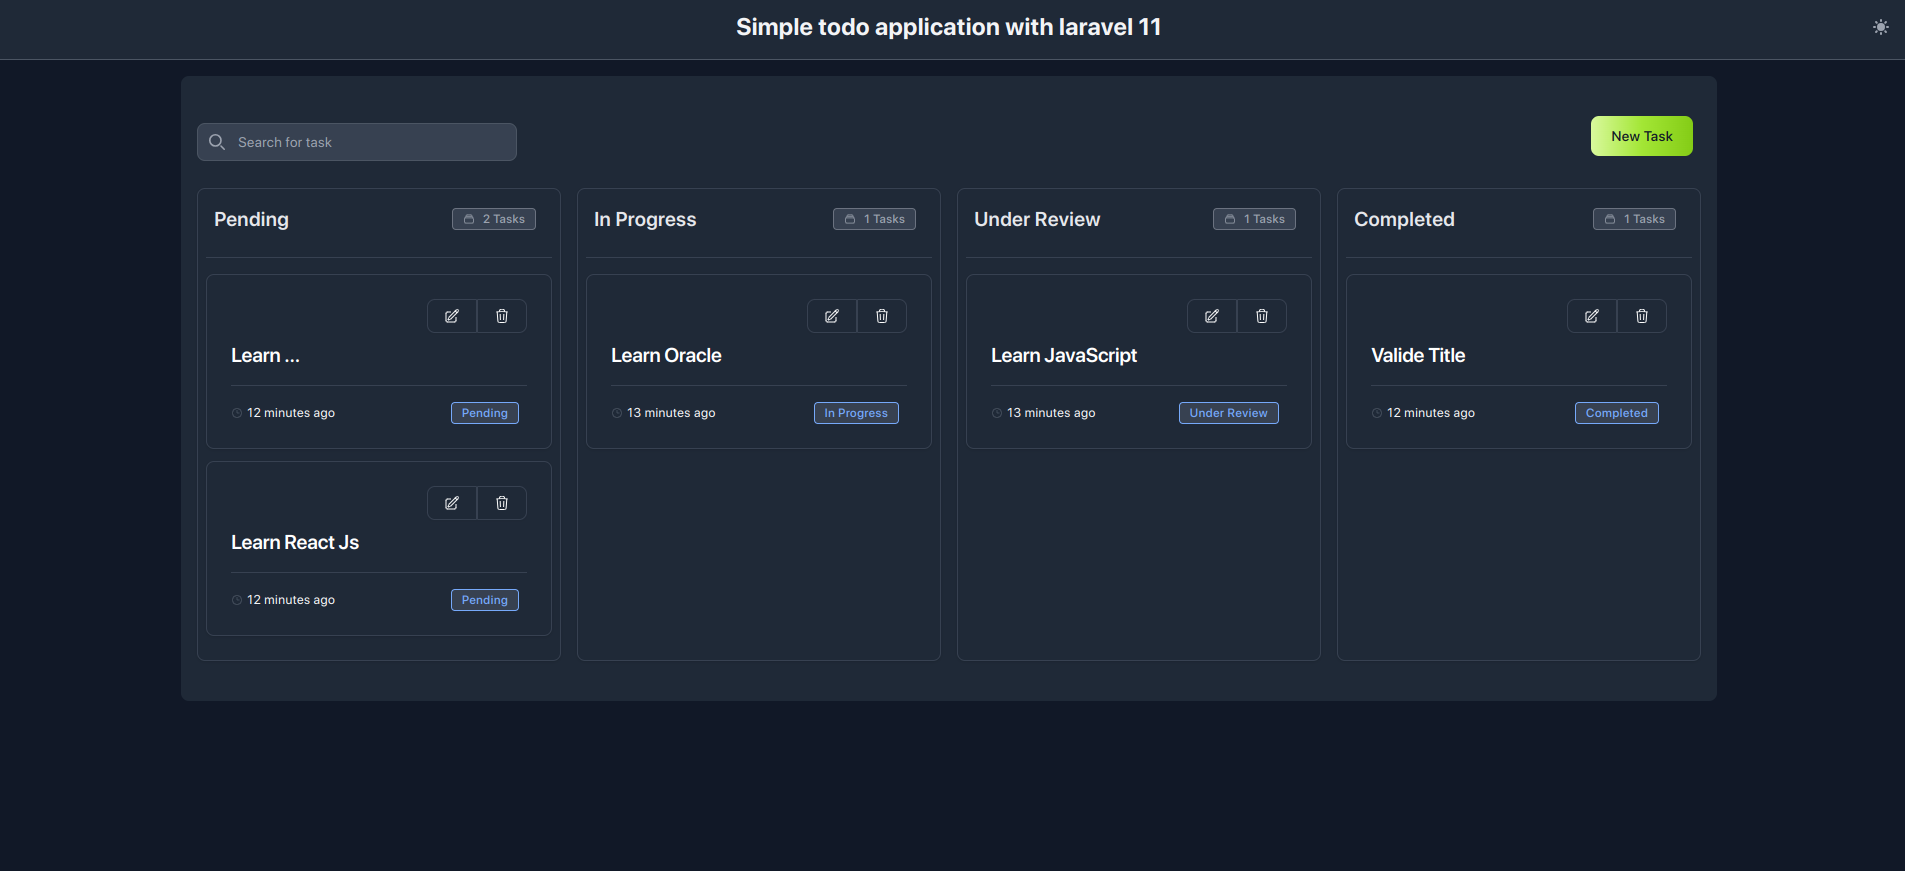 Simple todo application with laravel 11
Search for task
New Task
Pending
2 Tasks
Learn ...
12 minutes ago
Pending
Learn React Js
12 minutes ago
Pending
In Progress
1 Tasks
Learn Oracle
13 minutes ago
In Progress
Under Review
1 Tasks
Learn JavaScript
13 minutes ago
Under Review
Completed
1 Tasks
Valide Title
12 minutes ago
Completed